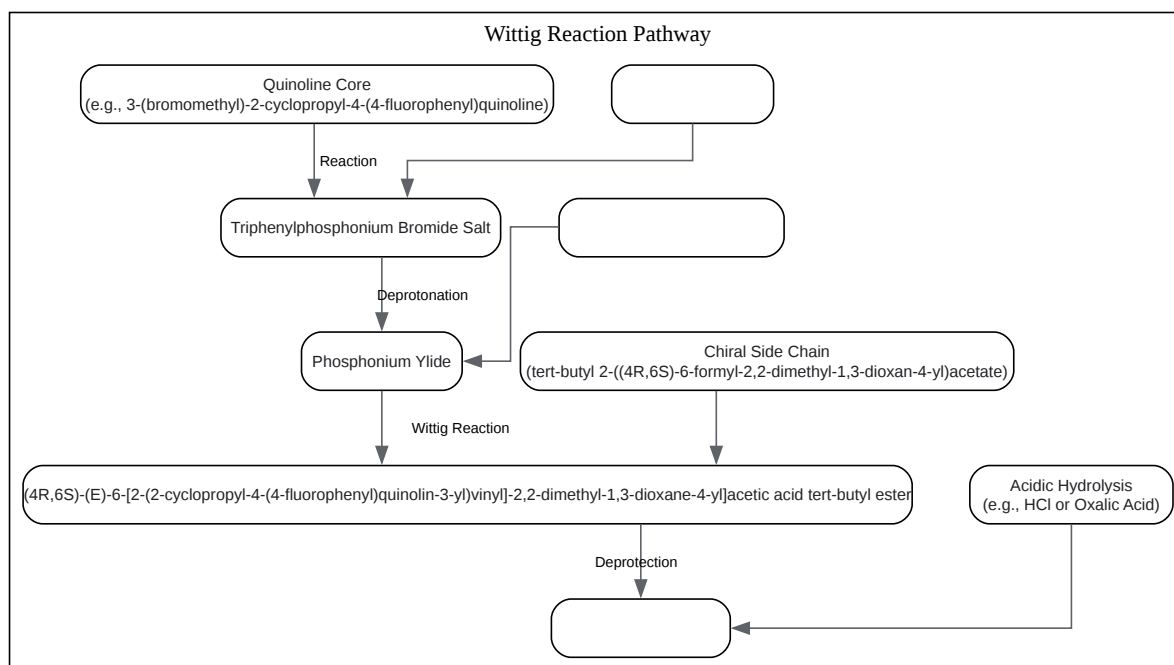 Wittig Reaction Pathway
Quinoline Core
(e.g., 3-(bromomethyl)-2-cyclopropyl-4-(4-fluorophenyl)quinoline)
Reaction
Triphenylphosphonium Bromide Salt
Deprotonation
Phosphonium Ylide
Chiral Side Chain
(tert-butyl 2-((4R,6S)-6-formyl-2,2-dimethyl-1,3-dioxan-4-yl)acetate)
Wittig Reaction
(4R,6S)-(E)-6-[2-(2-cyclopropyl-4-(4-fluorophenyl)quinolin-3-yl)vinyl]-2,2-dimethyl-1,3-dioxane-4-yl]acetic acid tert-butyl ester
Acidic Hydrolysis
(e.g., HCl or Oxalic Acid)
Deprotection